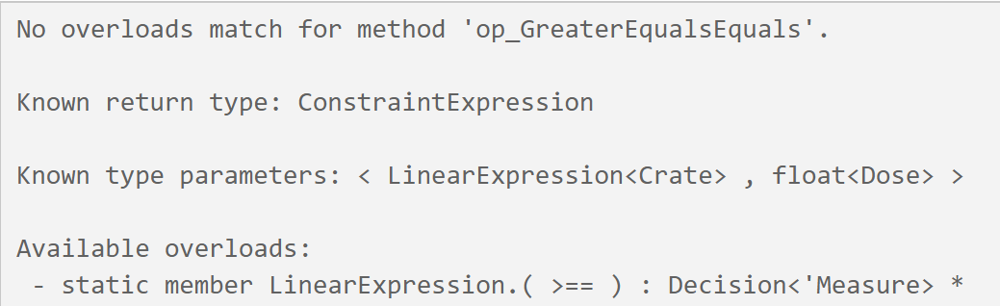 No overloads match for method 'op_GreaterEqualsEquals'.
Known return type: ConstraintExpression
Known type parameters: < LinearExpression<Crate> , float<Dose> >
Available overloads:
- static member LinearExpression.( >== ) : Decision<'Measure> *